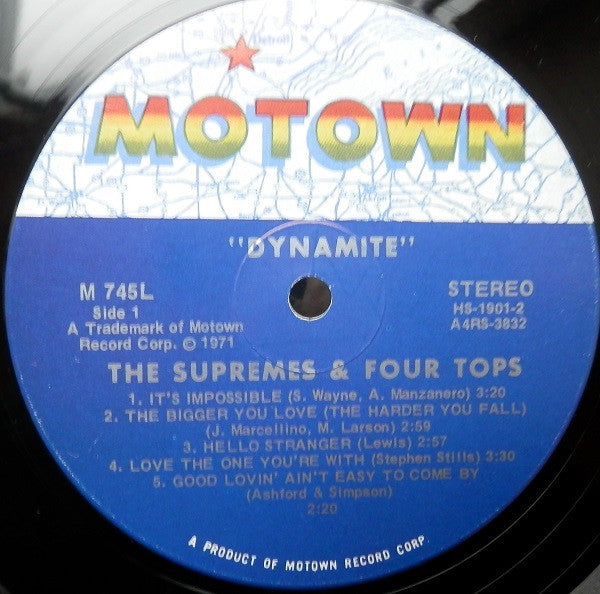 Detroit
MOTOWN
"DYNAMITE"
M 745L
Side 1
A Trademark of Motown
Record Corp. © 1971
STEREO
HS-1901-2
A4RS-3832
THE SUPREMES & FOUR TOPS
1. IT'S IMPOSSIBLE (S. Wayne, A. Manzanero) 3:20
2. THE BIGGER YOU LOVE (THE HARDER YOU FALL)
(J. Marcellino, M. Larson) 2:59
3. HELLO STRANGER (Lewis) 2:57
4. LOVE THE ONE YOU'RE WITH (Stephen Stills) 3:30
5. GOOD LOVIN' AIN'T EASY TO COME BY
(Ashford & Simpson)
2:20
A PRODUCT OF MOTOWN RECORD CORP.